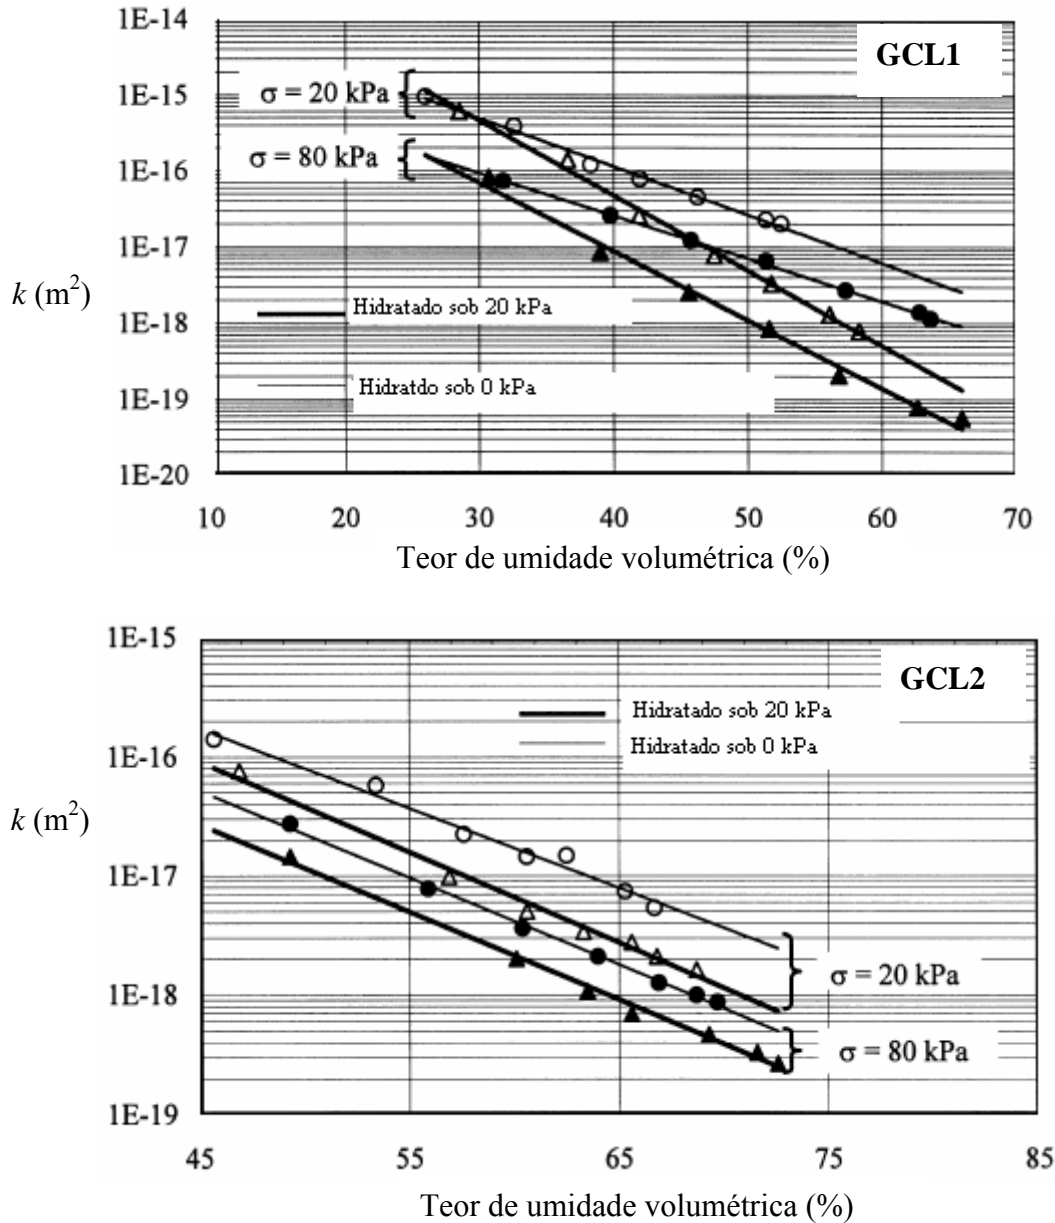 1E-14
GCL1
1E-15
σ = 20 kPa
σ = 80 kPa
1E-16
1E-17
k (m²)
Hidratado sob 20 kPa
1E-18
Hidratdo sob 0 kPa
1E-19
1E-20
10 20 30 40 50 60 70
Teor de umidade volumétrica (%)
1E-15
GCL2
Hidratado sob 20 kPa
Hidratado sob 0 kPa
1E-16
k (m²)
1E-17
σ = 20 kPa
1E-18
σ = 80 kPa
1E-19
45 55 65 75 85
Teor de umidade volumétrica (%)